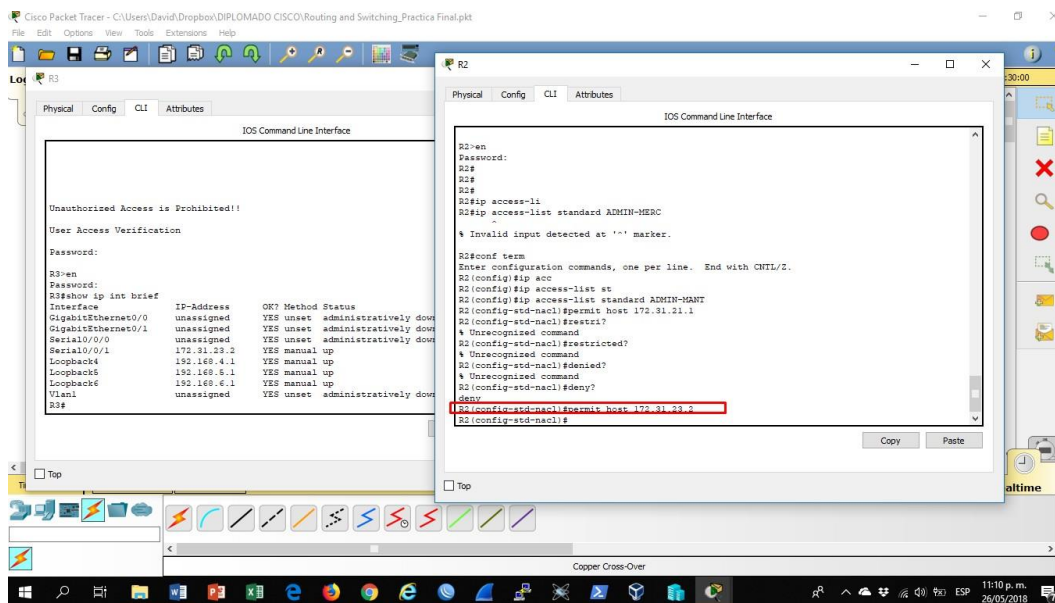 Cisco Packet Tracer - C:\Users\David\Dropbox\DIPLOMADO CISCO\Routing and Switching_Practica Final.pkt
File Edit Options View Tools Extensions Help
Log
:30:00
R3
Physical Config CLI Attributes
IOS Command Line Interface
Unauthorized Access is Prohibited!!
User Access Verification
Password:
R3>en
Password:
R3#show ip int brief
Interface IP-Address OK? Method Status
GigabitEthernet0/0 unassigned YES unset administratively down
GigabitEthernet0/1 unassigned YES unset administratively down
Serial0/0/0 unassigned YES unset administratively down
Serial0/0/1 172.31.23.2 YES manual up
Loopback4 192.168.4.1 YES manual up
Loopback5 192.168.5.1 YES manual up
Loopback6 192.168.6.1 YES manual up
Vlan1 unassigned YES unset administratively down
R3#
Top
R2
Physical Config CLI Attributes
IOS Command Line Interface
R2>en
Password:
R2#
R2#
R2#
R2#ip access-li
R2#ip access-list standard ADMIN-MERC
^
% Invalid input detected at '^' marker.
R2#conf term
Enter configuration commands, one per line. End with CNTL/Z.
R2(config)#ip acc
R2(config)#ip access-list st
R2(config)#ip access-list standard ADMIN-MANT
R2(config-std-nacl)#permit host 172.31.21.1
R2(config-std-nacl)#restri?
% Unrecognized command
R2(config-std-nacl)#restricted?
% Unrecognized command
R2(config-std-nacl)#denied?
% Unrecognized command
R2(config-std-nacl)#deny?
deny
R2(config-std-nacl)#permit host 172.31.23.2
R2(config-std-nacl)#
Copy Paste
Top
Ti
altime
Copper Cross-Over
ESP
11:10 p. m.
26/05/2018